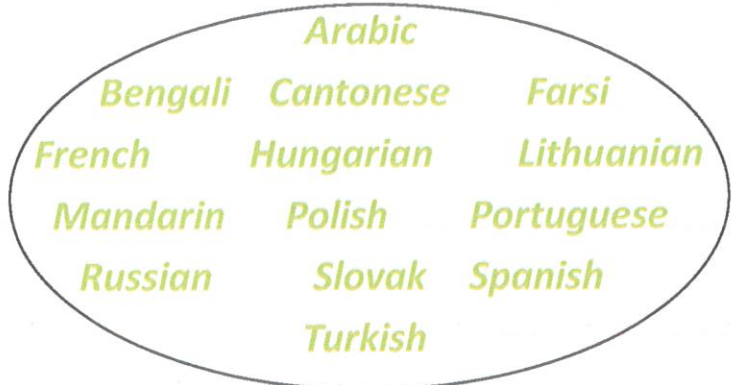 Arabic
Bengali Cantonese Farsi
French Hungarian Lithuanian
Mandarin Polish Portuguese
Russian Slovak Spanish
Turkish